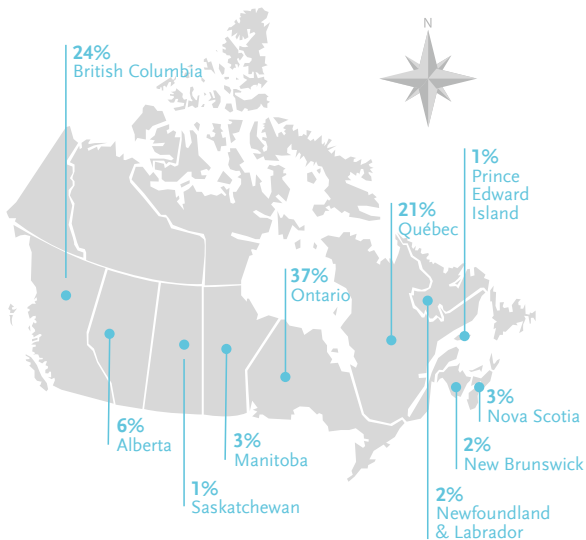 N
24%
British Columbia
1%
Prince
Edward
Island
21%
Québec
37%
Ontario
6%
Alberta
3%
Manitoba
1%
Saskatchewan
3%
Nova Scotia
2%
New Brunswick
2%
Newfoundland
& Labrador